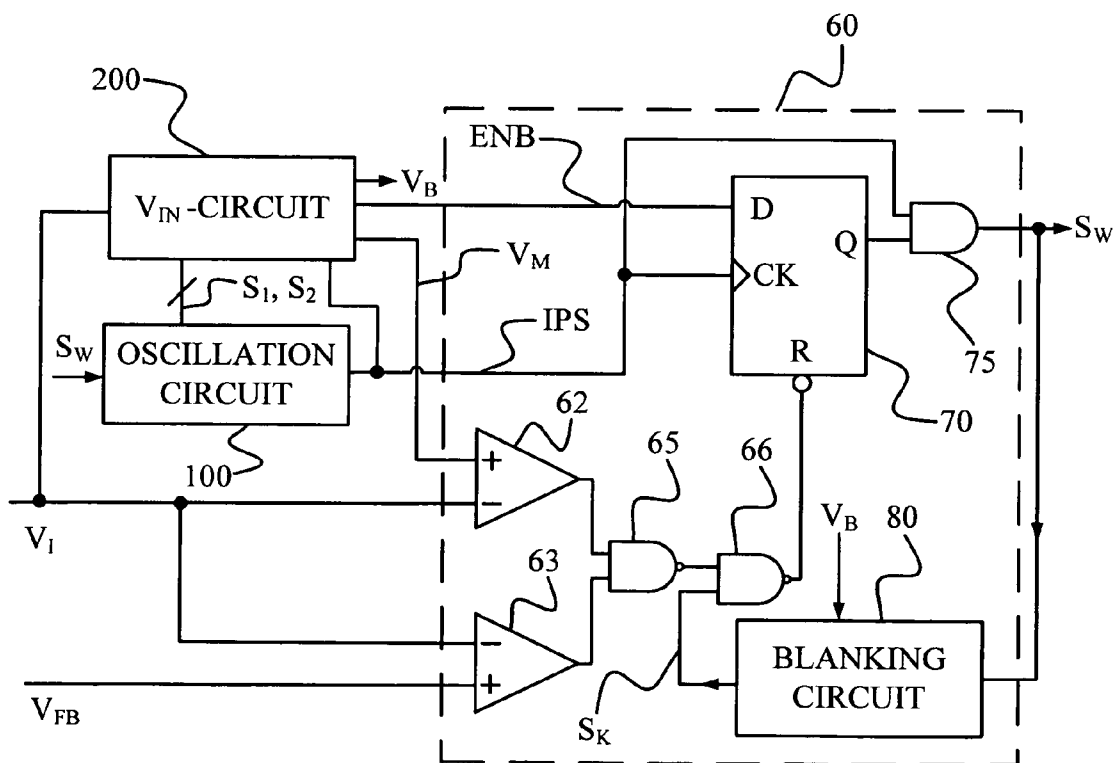 60
200
ENB
V_B
V_IN -CIRCUIT
D
Q
S_W
V_M
CK
S_1, S_2
IPS
S_W
OSCILLATION
CIRCUIT
R
75
70
100
62
+
−
65
66
V_I
V_B
80
63
−
+
BLANKING
CIRCUIT
V_FB
S_K